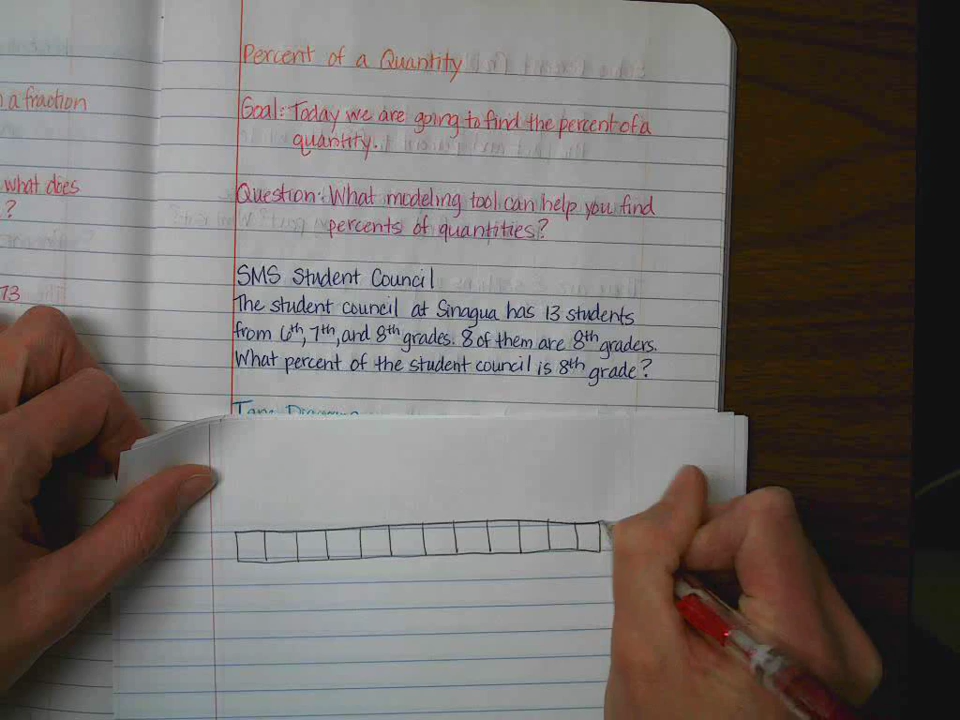 Percent of a Quantity
n a fraction
Goal: Today we are going to find the percent of a
quantity.
what does
?
Question: What modeling tool can help you find
percents of quantities?
SMS Student Council
73
The student council at Sinagua has 13 students
from 6th, 7th, and 8th grades. 8 of them are 8th graders.
What percent of the student council is 8th grade?
Tape Diagram